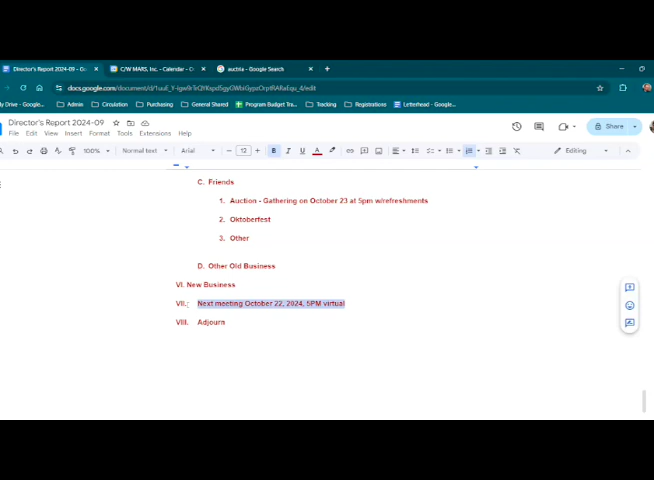 Director's Report 2024-09 - Go
C/W MARS, Inc. - Calendar - C
auctria - Google Search
docs.google.com/document/d/
/edit
My Drive - Google...
Admin
Circulation
Purchasing
General Shared
Program Budget Tra...
Tracking
Registrations
Letterhead - Google...
Director's Report 2024-09
File Edit View Insert Format Tools Extensions Help
Share
100%
Normal text
Arial
12
Editing
C. Friends
1. Auction - Gathering on October 23 at 5pm w/refreshments
2. Oktoberfest
3. Other
D. Other Old Business
VI. New Business
VII. Next meeting October 22, 2024, 5PM virtual
VIII. Adjourn